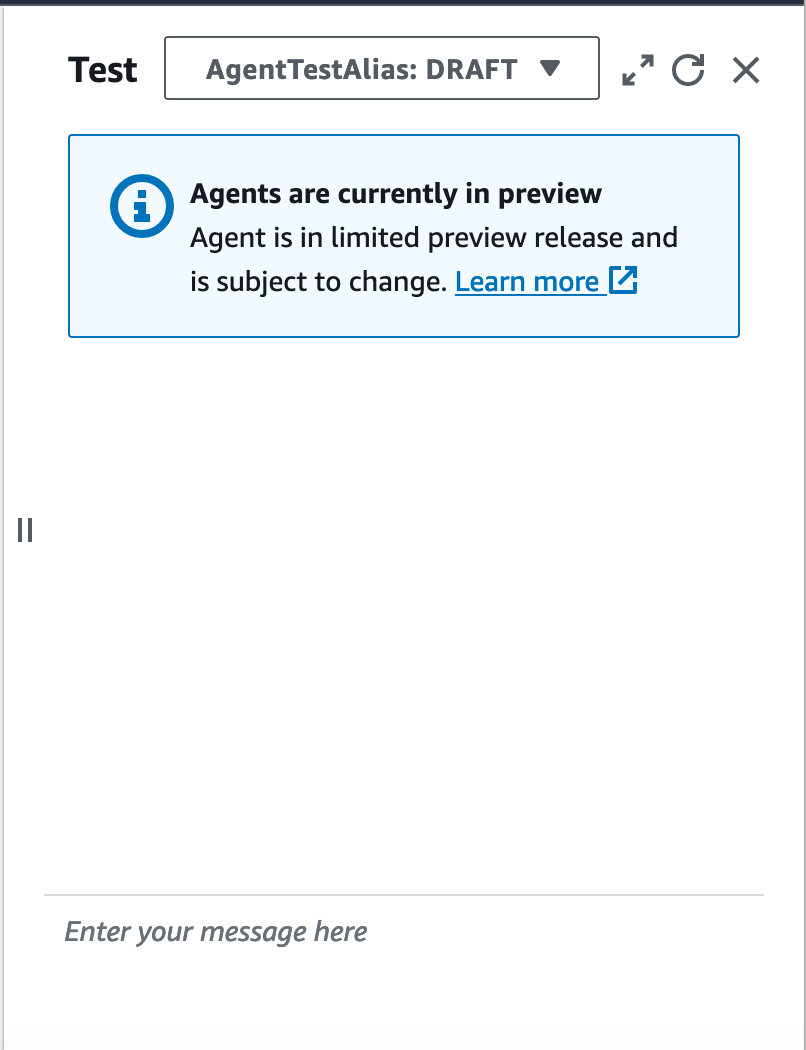 Test
AgentTestAlias: DRAFT
Agents are currently in preview
Agent is in limited preview release and
is subject to change. Learn more
Enter your message here